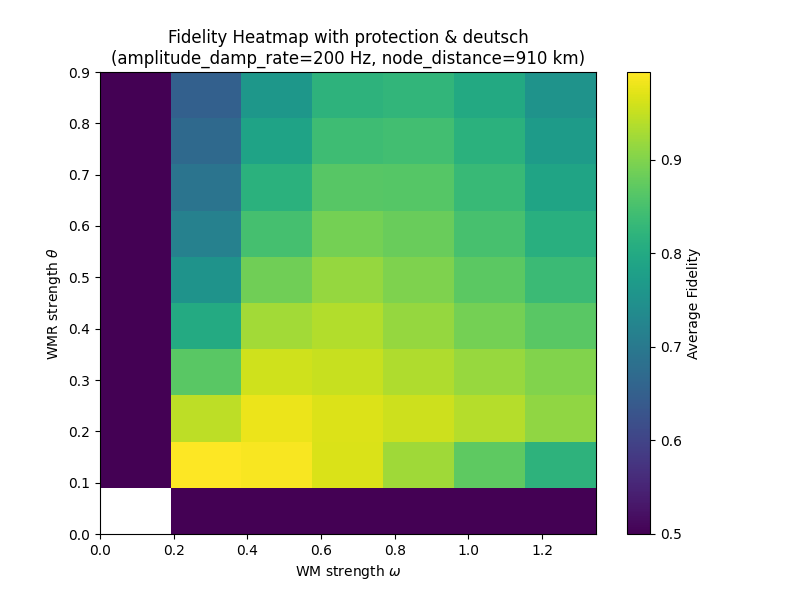 Fidelity Heatmap with protection & deutsch
(amplitude_damp_rate=200 Hz, node_distance=910 km)
0.9
0.8
0.7
0.6
0.5
0.4
0.3
0.2
0.1
0.0
WMR strength θ
0.0 0.2 0.4 0.6 0.8 1.0 1.2
WM strength ω
0.9
0.8
0.7
0.6
0.5
Average Fidelity